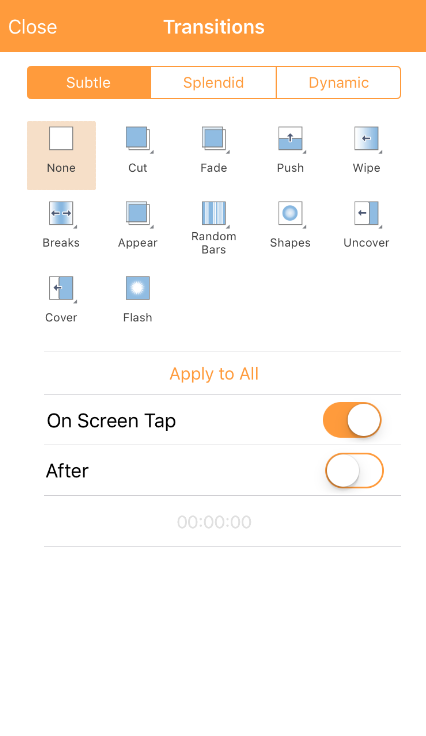 Close
Transitions
Subtle
Splendid
Dynamic
None
Cut
Fade
Push
Wipe
Breaks
Appear
Random
Bars
Shapes
Uncover
Cover
Flash
Apply to All
On Screen Tap
After
00:00:00